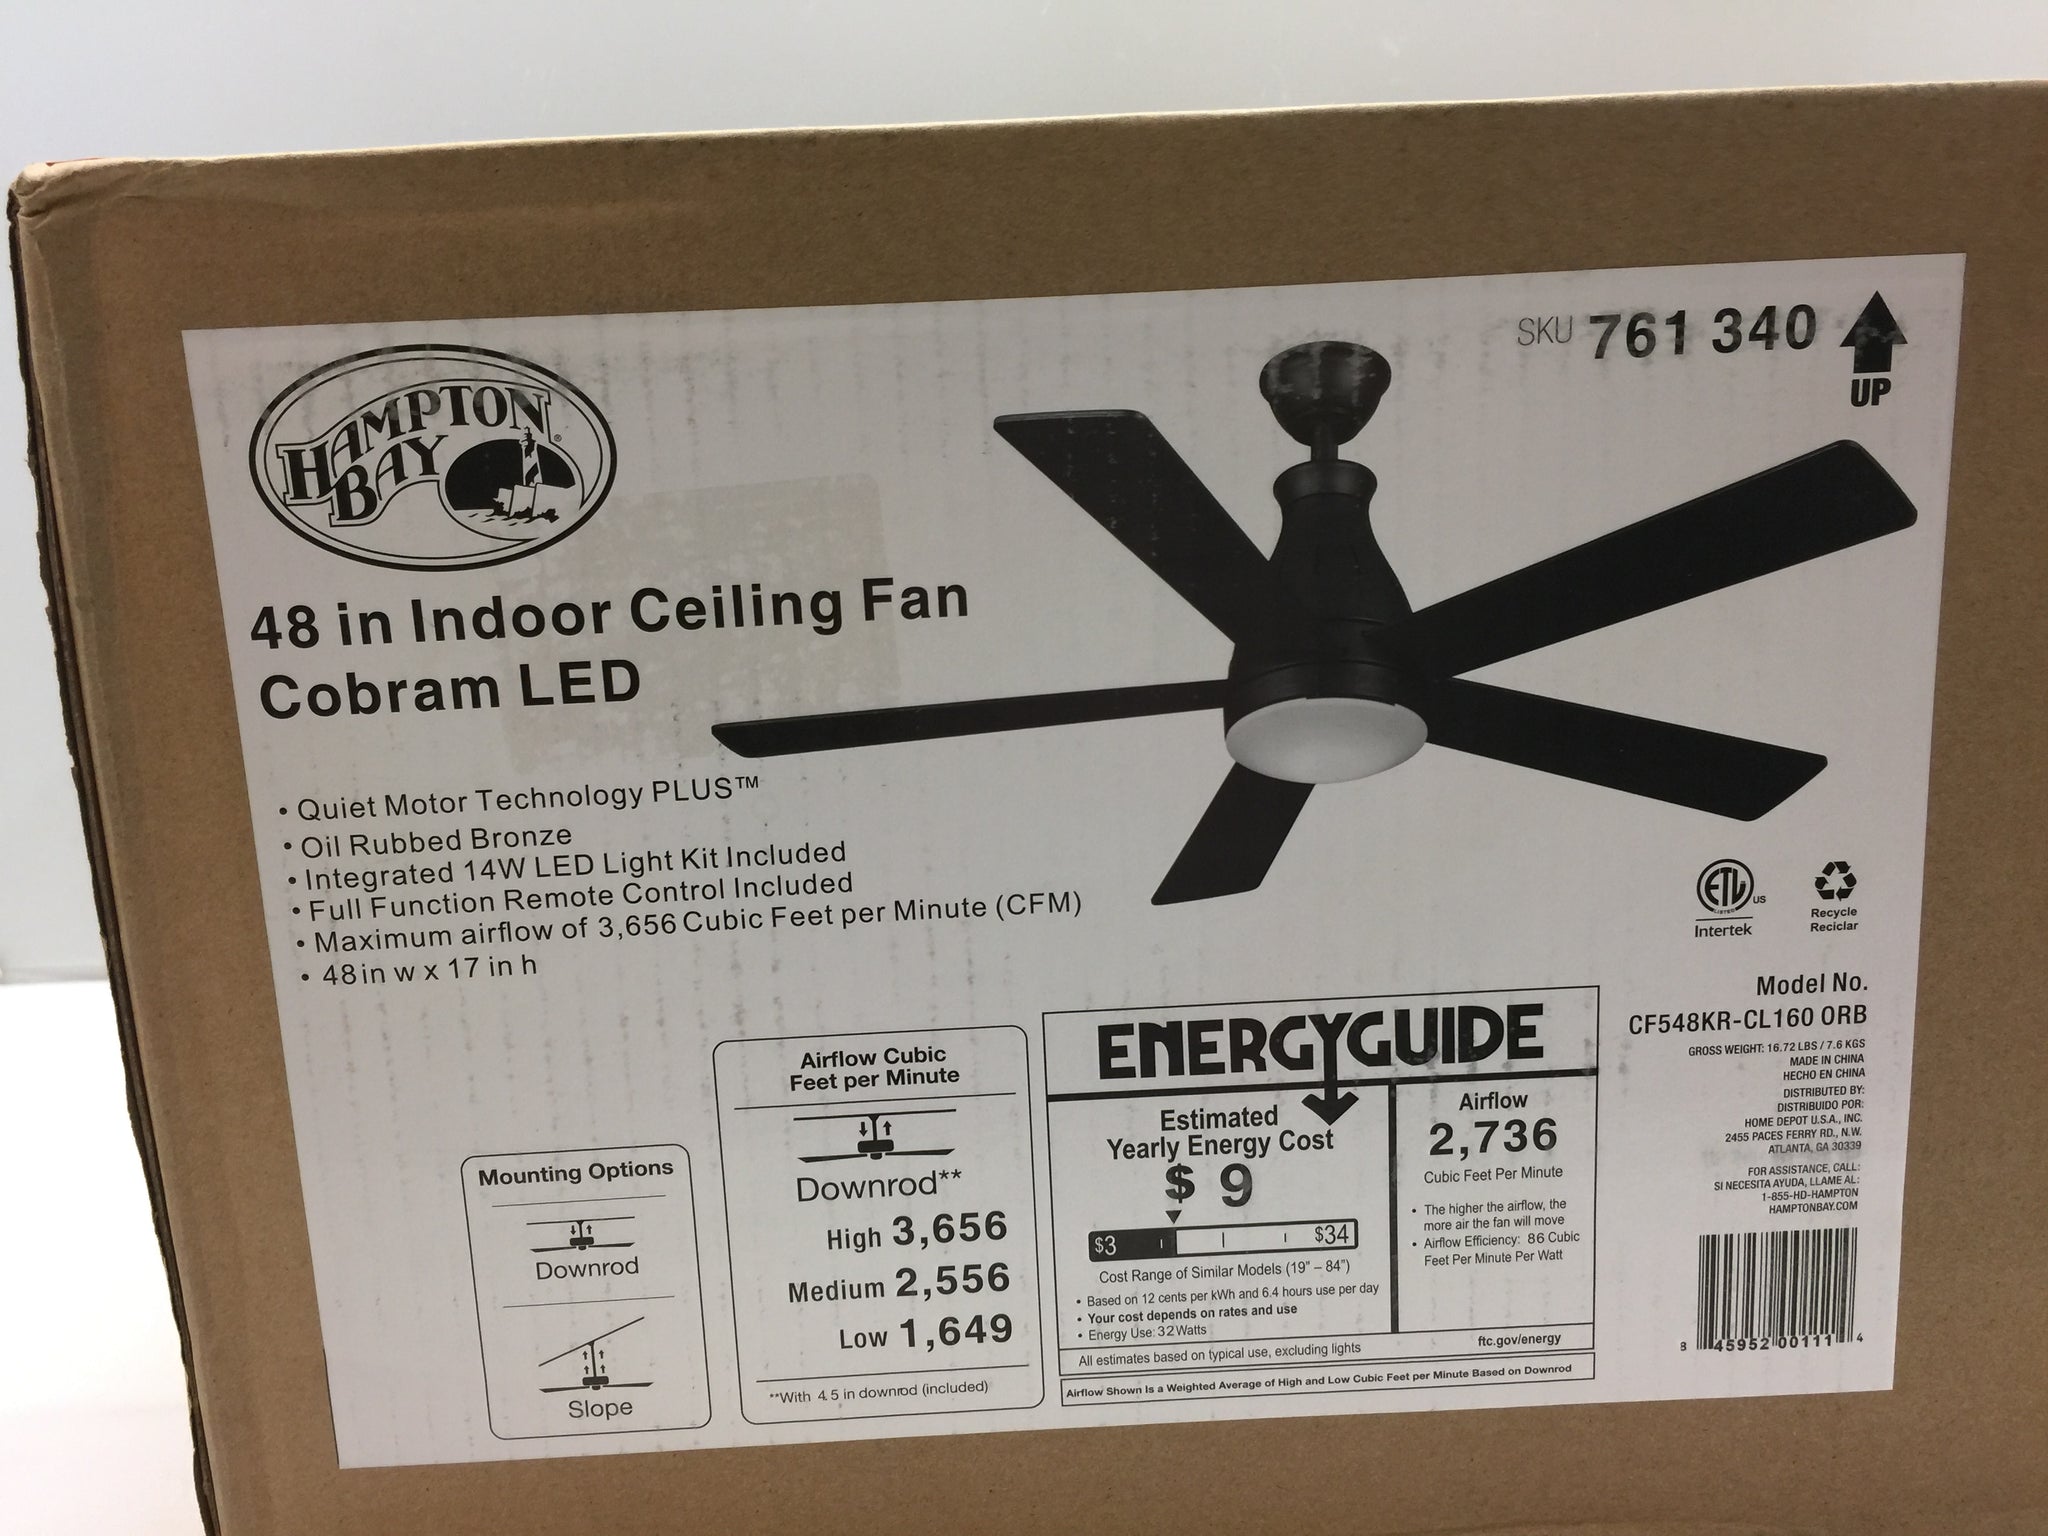 HAMPTON
BAY
®
SKU 761 340
UP
48 in Indoor Ceiling Fan
Cobram LED
• Quiet Motor Technology PLUS™
• Oil Rubbed Bronze
• Integrated 14W LED Light Kit Included
• Full Function Remote Control Included
• Maximum airflow of 3,656 Cubic Feet per Minute (CFM)
• 48in w x 17 in h
Mounting Options
Downrod
Slope
Airflow Cubic
Feet per Minute
Downrod**
High 3,656
Medium 2,556
Low 1,649
**With 4.5 in downrod (included)
ENERGYGUIDE
Estimated
Yearly Energy Cost
$ 9
$3
$34
Cost Range of Similar Models (19" – 84")
• Based on 12 cents per kWh and 6.4 hours use per day
• Your cost depends on rates and use
• Energy Use: 32 Watts
Airflow
2,736
Cubic Feet Per Minute
• The higher the airflow, the
more air the fan will move
• Airflow Efficiency: 86 Cubic
Feet Per Minute Per Watt
All estimates based on typical use, excluding lights
ftc.gov/energy
Airflow Shown Is a Weighted Average of High and Low Cubic Feet per Minute Based on Downrod
ETL
LISTED
US
Intertek
Recycle
Reciclar
Model No.
CF548KR-CL160 ORB
GROSS WEIGHT: 16.72 LBS / 7.6 KGS
MADE IN CHINA
HECHO EN CHINA
DISTRIBUTED BY:
DISTRIBUIDO POR:
HOME DEPOT U.S.A., INC.
2455 PACES FERRY RD., N.W.
ATLANTA, GA 30339
FOR ASSISTANCE, CALL:
SI NECESITA AYUDA, LLAME AL:
1-855-HD-HAMPTON
HAMPTONBAY.COM
8 45952 00111 4